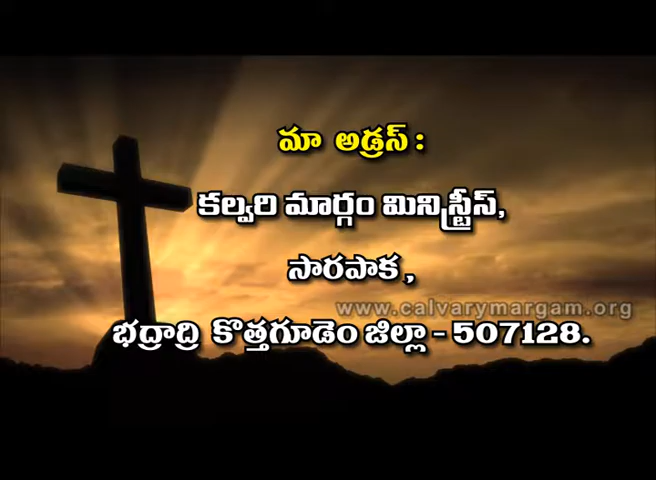 మా అడ్రస్ :
కల్వరి మార్గం మినిస్ట్రీస్,
సారపాక ,
www.calvarymargam.org
భద్రాద్రి కొత్తగూడెం జిల్లా - 507128.